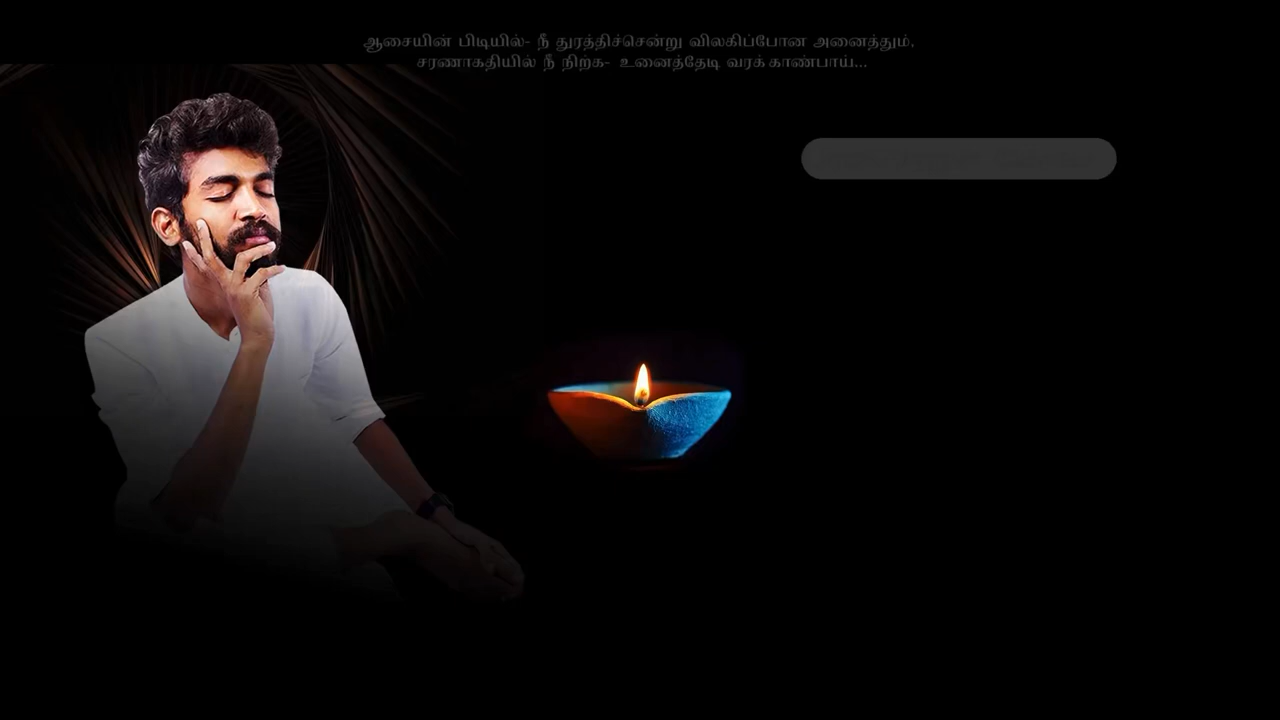 ஆசையின் பிடியில்- நீ துரத்திச்சென்று விலகிப்போன அனைத்தும்,
சரணாகதியில் நீ நிற்க- உனைத்தேடி வரக் காண்பாய்...